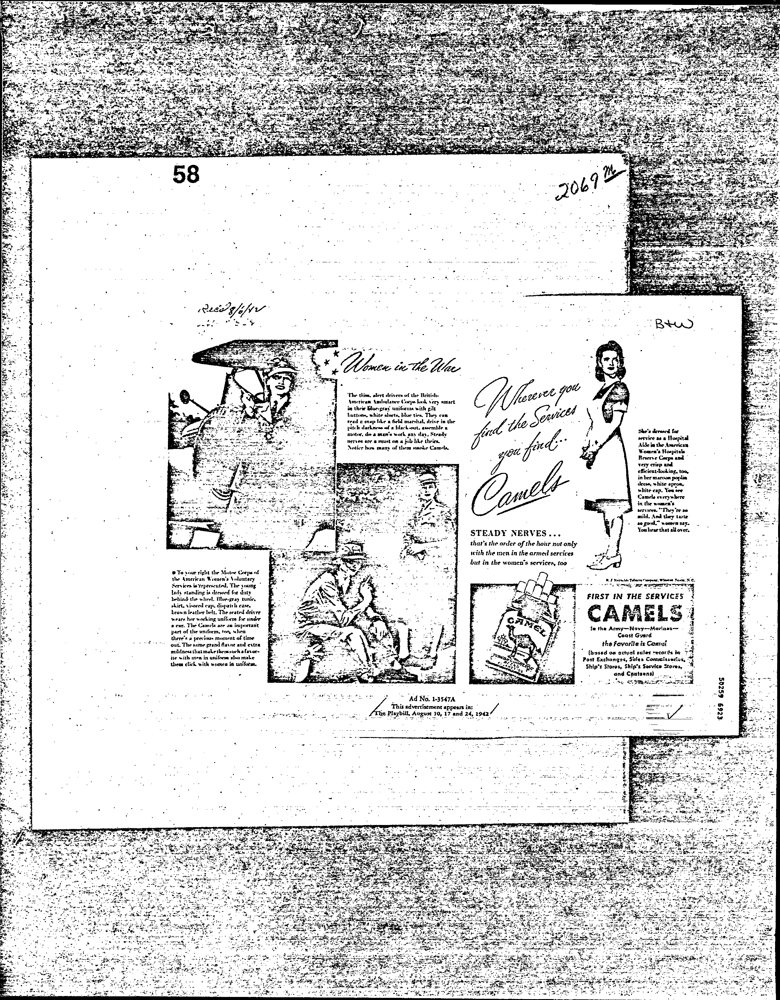 58
2069 M
Rec'd 8/6/42
B+W
Women in the War
The trim, alert drivers of the British-
American Ambulance Corps look very smart
in their blue-gray uniforms with gilt
buttons, white shirts, blue ties. They can
read a map like a field marshal, drive in the
pitch darkness of a black-out, assemble a
motor, do a man's work any day. Steady
nerves are a must on a job like theirs.
Notice how many of them smoke Camels.
Wherever you
find the Services
you find...
Camels
STEADY NERVES...
that's the order of the hour not only
with the men in the armed services
but in the women's services, too
She's dressed for
service as a Hospital
Aide in the American
Women's Hospitals
Reserve Corps and
very crisp and
efficient-looking, too,
in her maroon poplin
dress, white apron,
white cap. You see
Camels everywhere
in the women's
services. "They're so
mild. And they taste
so good," women say.
You hear that all over.
To your right the Motor Corps of
the American Women's Voluntary
Services is represented. The young
lady standing is dressed for duty
behind the wheel. Blue-gray tunic,
skirt, visored cap, dispatch case,
brown leather belt. The seated driver
wears her working uniform for under
a car. The Camels are an important
part of the uniform, too, when
there's a precious moment of time
out. The same grand flavor and extra
mildness that make them such a favor-
ite with men in uniform also make
them click with women in uniform.
CAMEL
R. J. Reynolds Tobacco Company, Winston-Salem, N. C.
FIRST IN THE SERVICES
CAMELS
In the Army—Navy—Marines—
Coast Guard
the favorite is Camel
(based on actual sales records in
Post Exchanges, Sales Commissaries,
Ship's Stores, Ship's Service Stores,
and Canteens)
Ad No. 1-3547A
This advertisement appears in:
The Playbill, August 10, 17 and 24, 1942
50259 6923